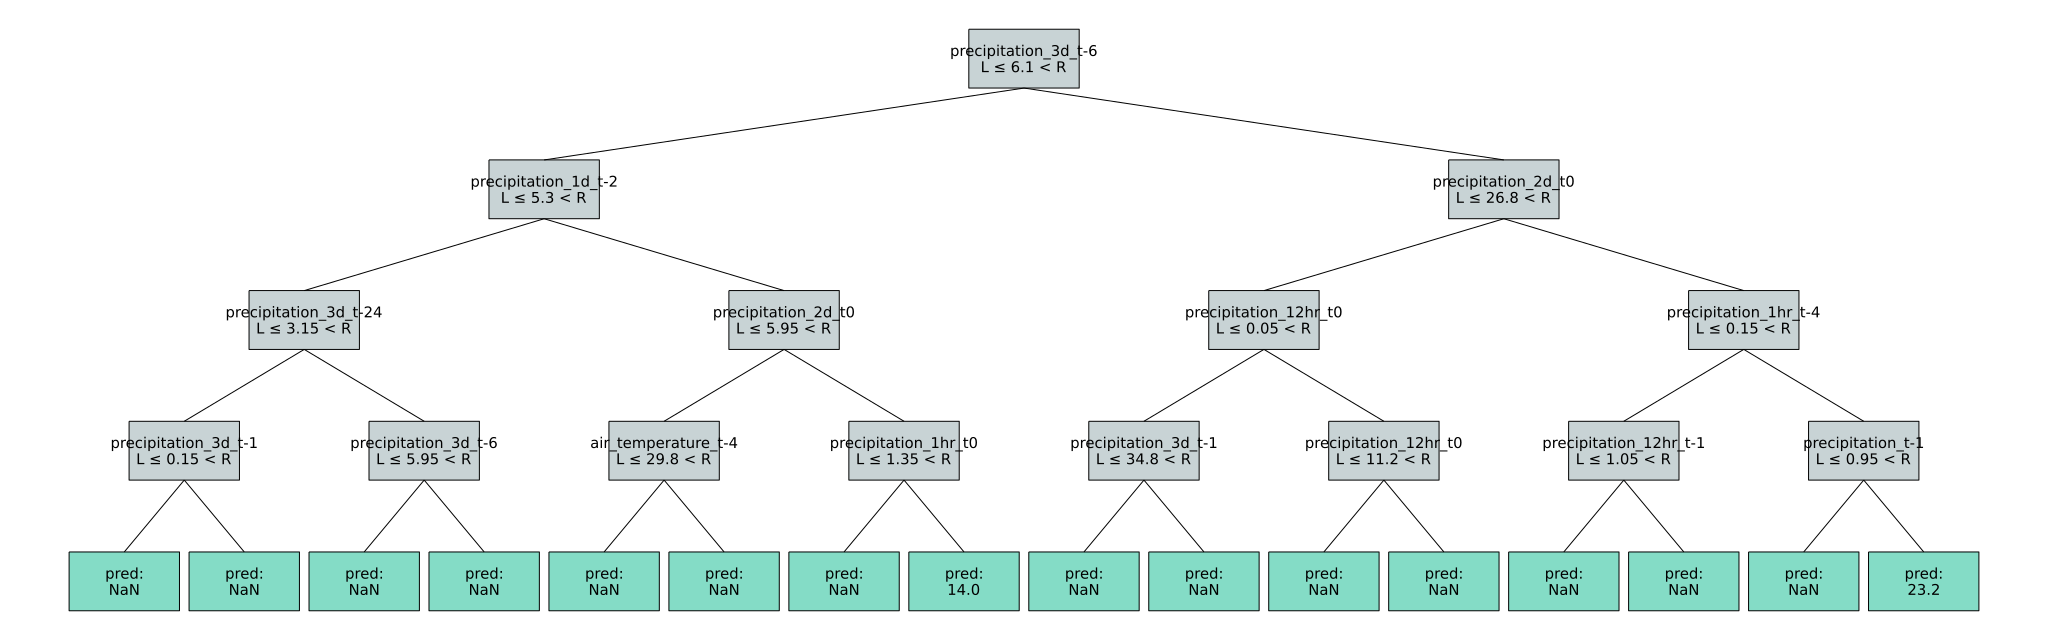 precipitation_3d_t-6
L ≤ 6.1 < R
precipitation_1d_t-2
L ≤ 5.3 < R
precipitation_2d_t0
L ≤ 26.8 < R
precipitation_3d_t-24
L ≤ 3.15 < R
precipitation_2d_t0
L ≤ 5.95 < R
precipitation_12hr_t0
L ≤ 0.05 < R
precipitation_1hr_t-4
L ≤ 0.15 < R
precipitation_3d_t-1
L ≤ 0.15 < R
precipitation_3d_t-6
L ≤ 5.95 < R
air_temperature_t-4
L ≤ 29.8 < R
precipitation_1hr_t0
L ≤ 1.35 < R
precipitation_3d_t-1
L ≤ 34.8 < R
precipitation_12hr_t0
L ≤ 11.2 < R
precipitation_12hr_t-1
L ≤ 1.05 < R
precipitation_t-1
L ≤ 0.95 < R
pred:
NaN
pred:
NaN
pred:
NaN
pred:
NaN
pred:
NaN
pred:
NaN
pred:
NaN
pred:
14.0
pred:
NaN
pred:
NaN
pred:
NaN
pred:
NaN
pred:
NaN
pred:
NaN
pred:
NaN
pred:
23.2